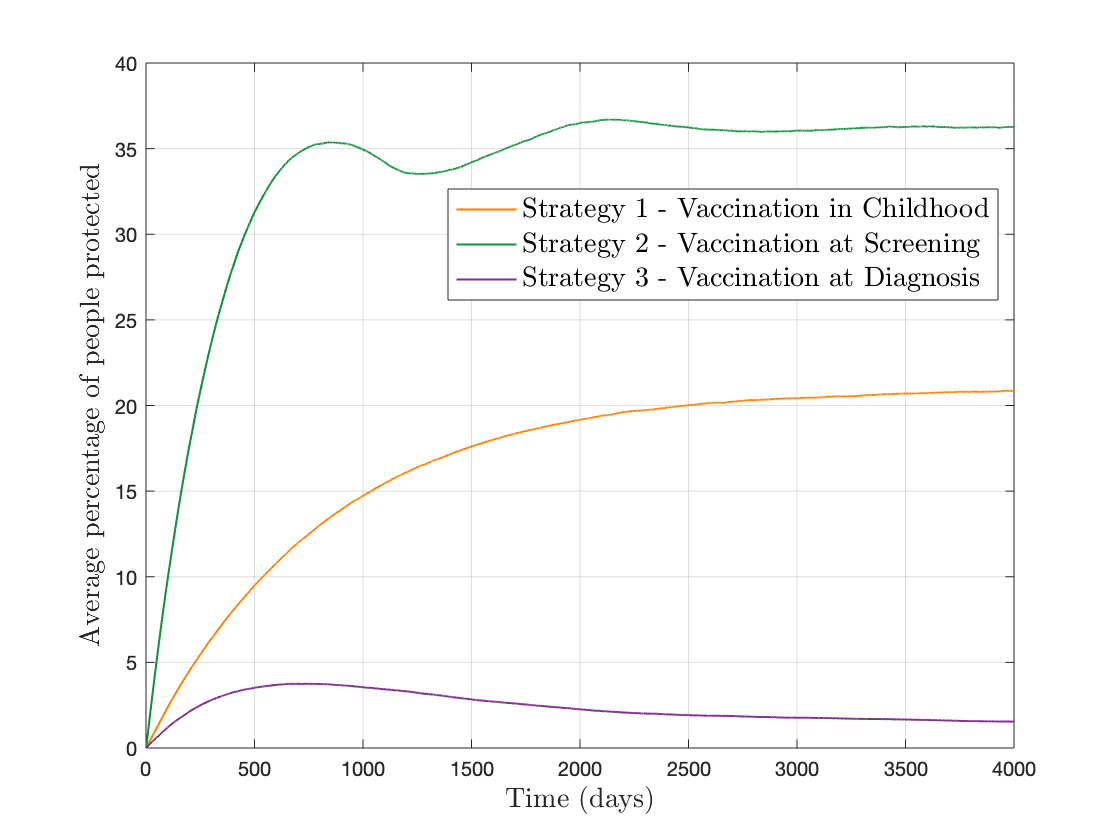 Average percentage of people protected
40
35
30
25
20
15
10
5
0
Strategy 1 - Vaccination in Childhood
Strategy 2 - Vaccination at Screening
Strategy 3 - Vaccination at Diagnosis
0 500 1000 1500 2000 2500 3000 3500 4000
Time (days)